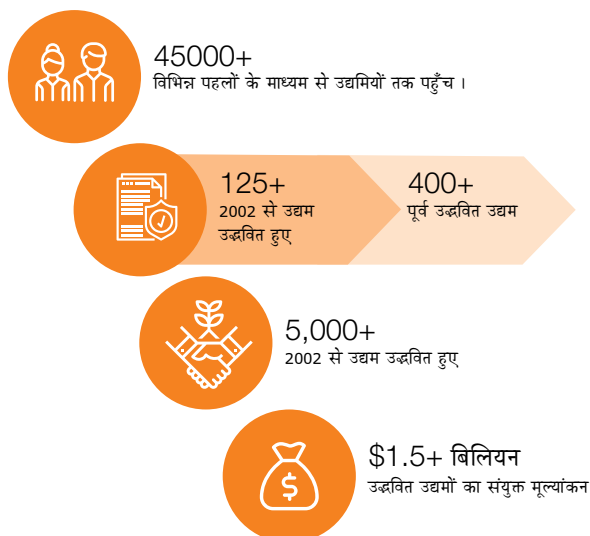 45000+
विभिन्न पहलों के माध्यम से उद्यमियों तक पहुँच ।
125+
2002 से उद्यम
उद्भवित हुए
400+
पूर्व उद्भवित उद्यम
5,000+
2002 से उद्यम उद्भवित हुए
$1.5+ बिलियन
उद्भवित उद्यमों का संयुक्त मूल्यांकन
$